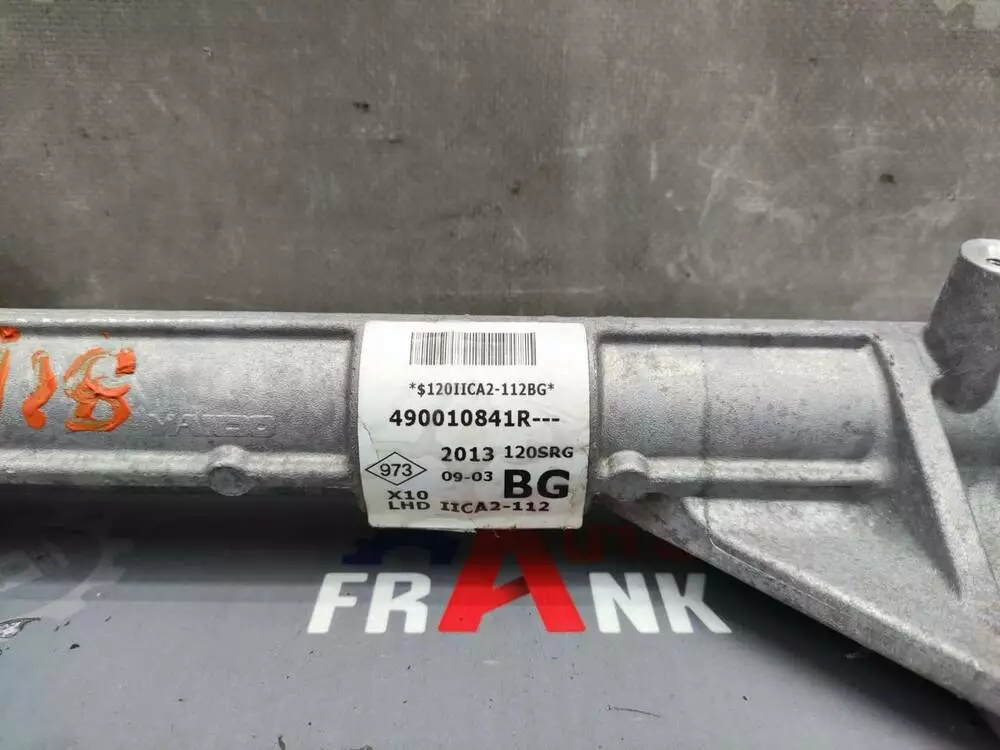 *$120IICA2-112BG*
490010841R---
2013 120SRG
973 09-03 BG
X10
LHD IICA2-112
FRANK